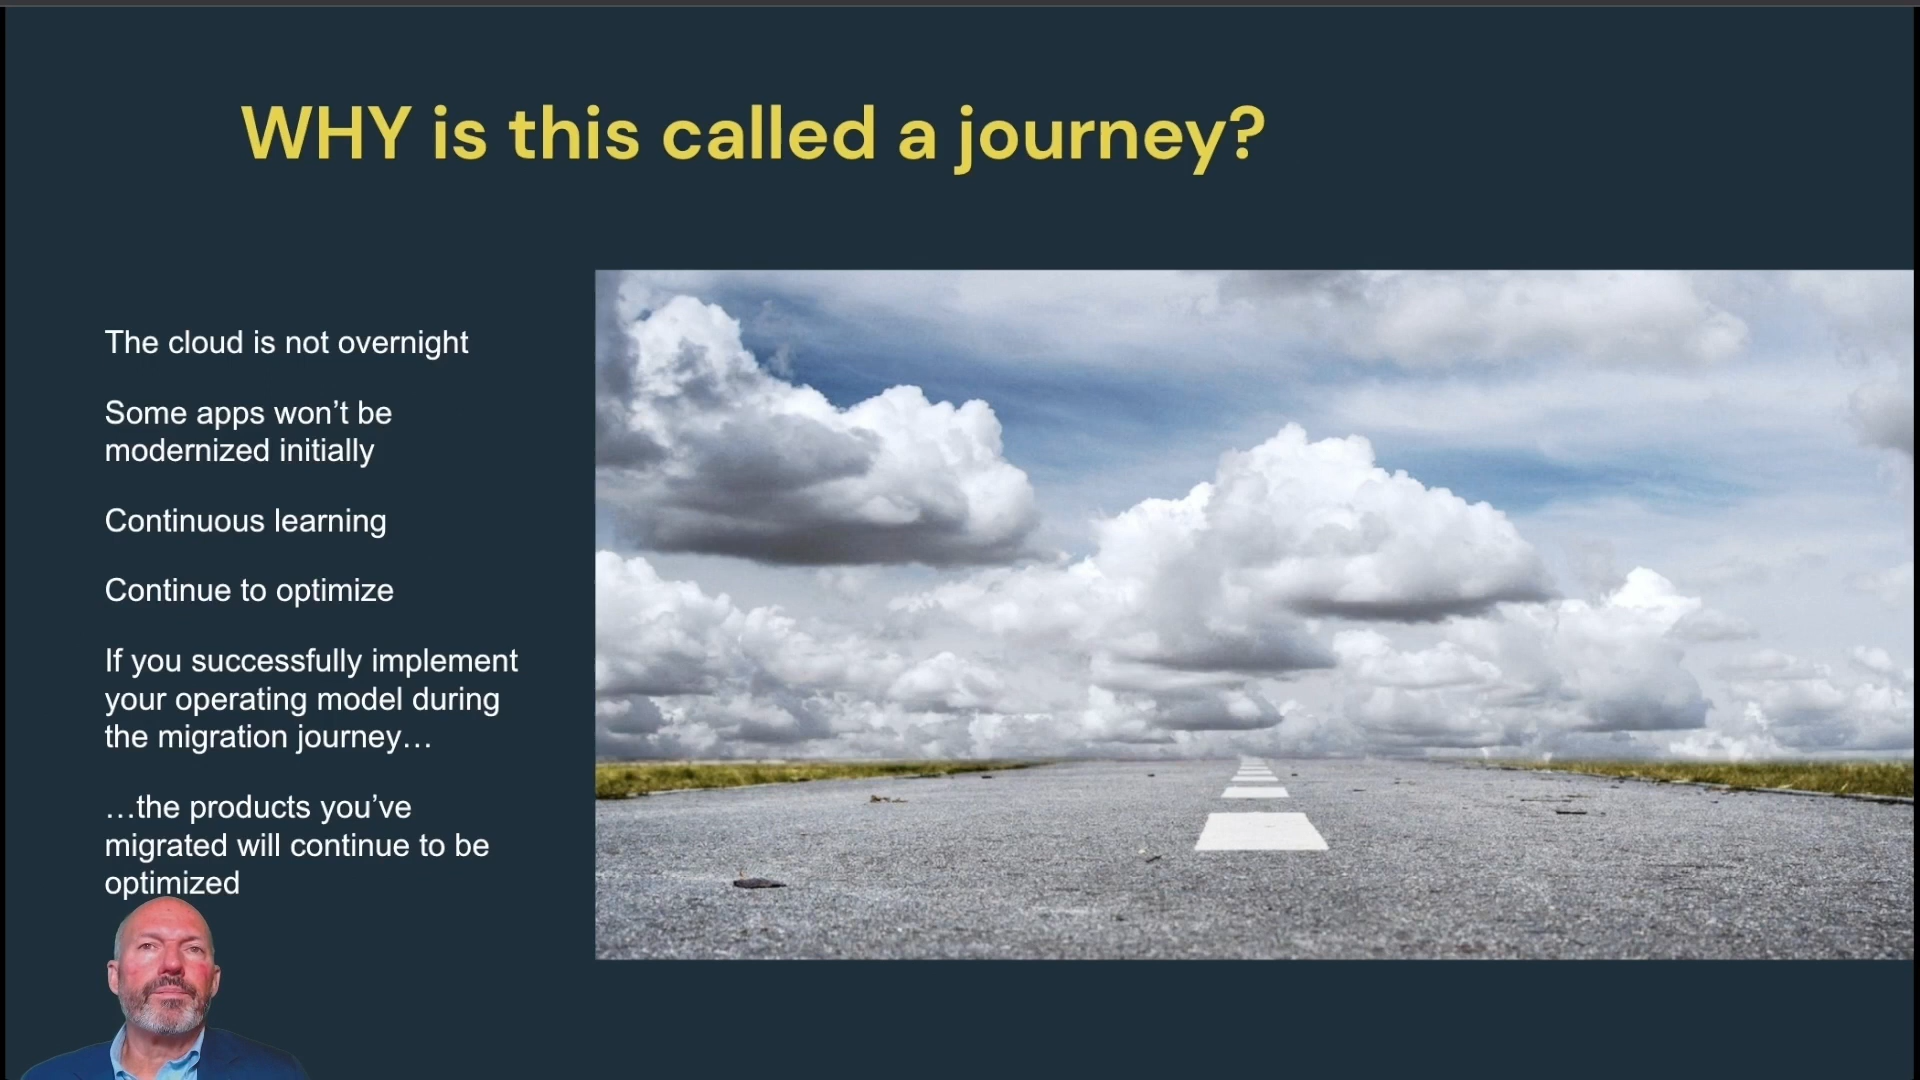 WHY is this called a journey?
The cloud is not overnight
Some apps won’t be
modernized initially
Continuous learning
Continue to optimize
If you successfully implement
your operating model during
the migration journey…
…the products you’ve
migrated will continue to be
optimized